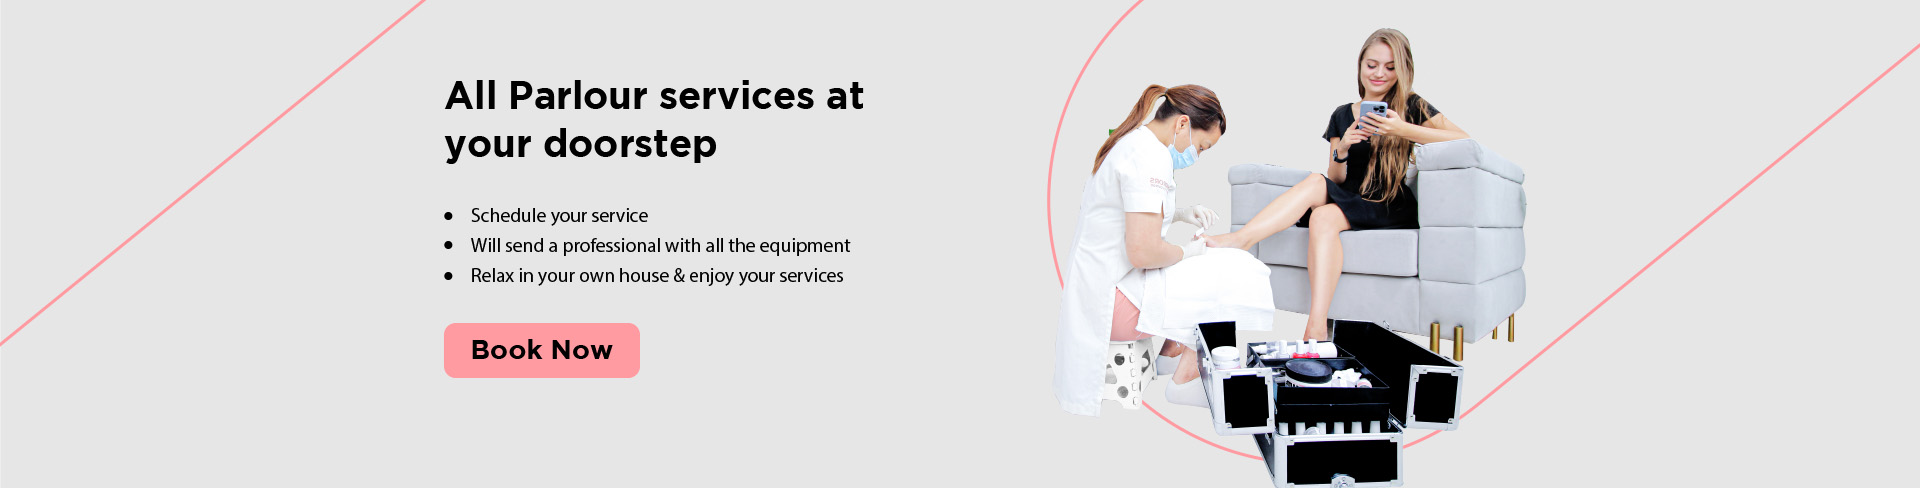 All Parlour services at
your doorstep
• Schedule your service
• Will send a professional with all the equipment
• Relax in your own house & enjoy your services
Book Now